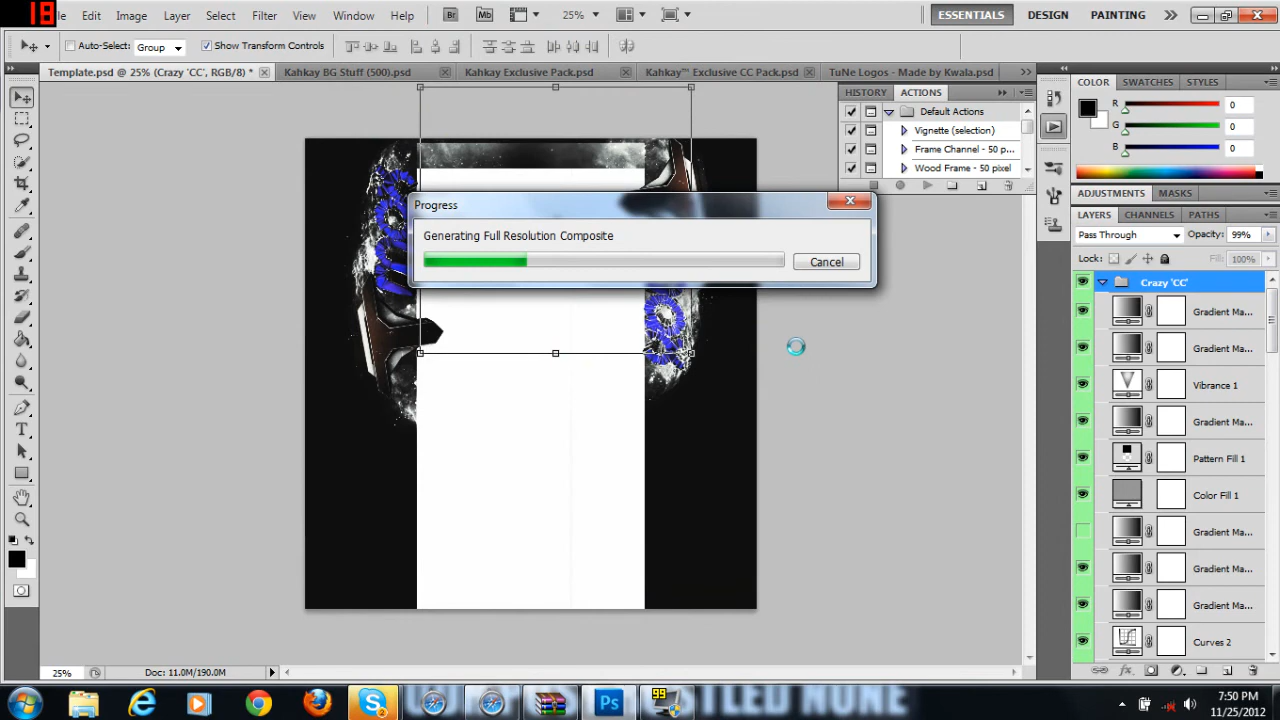 19
Image Layer Select Filter View Window Help Br Mb 25% ESSENTIALS DESIGN PAINTING
Auto-Select: Group Show Transform Controls
Template.psd @ 25% (Crazy 'CC', RGB/8) * Kahkay BG Stuff (500).psd Kahkay Exclusive Pack.psd Kahkay™ Exclusive CC Pack.psd TuNe Logos - Made by Kwala.psd
HISTORY ACTIONS
Default Actions
Vignette (selection)
Frame Channel - 50 p...
Wood Frame - 50 pixel
COLOR SWATCHES STYLES
R 0
G 0
B 0
ADJUSTMENTS MASKS
LAYERS CHANNELS PATHS
Pass Through Opacity: 99%
Lock: Fill: 100%
Crazy 'CC'
Gradient Ma...
Gradient Ma...
Vibrance 1
Gradient Ma...
Pattern Fill 1
Color Fill 1
Gradient Ma...
Gradient Ma...
Gradient Ma...
Curves 2
Progress
Generating Full Resolution Composite
Cancel
25% Doc: 11.0M/190.0M
2 Ps 99
7:50 PM
11/25/2012